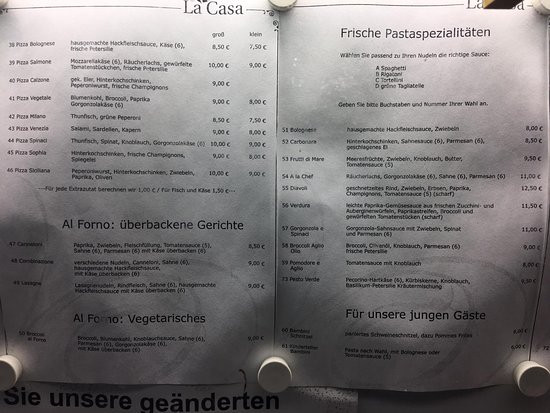 La Casa
groß klein
38 Pizza Bolognese hausgemachte Hackfleischsauce, Käse (6), 8,50 € 7,50 €
frische Petersilie
39 Pizza Salmone Mozzarellakäse (6), Räucherlachs, gewürfelte 10,00 € 9,00 €
Tomatenstückchen, frische Petersilie
40 Pizza Calzone gek. Eier, Hinterkochschinken, 9,00 €
Peperoniwurst, frische Champignons
41 Pizza Vegetale Blumenkohl, Broccoli, Paprika 9,00 € 8,00 €
Gorgonzolakäse (6)
42 Pizza Milano Thunfisch, grüne Peperoni 8,50 € 7,50 €
43 Pizza Venezia Salami, Sardellen, Kapern 9,00 € 8,00 €
44 Pizza Spinaci Thunfisch, Spinat, Knoblauch, Gorgonzolakäse (6) 10,00 € 9,00 €
45 Pizza Sophia Hinterkochschinken, frische Champignons, 9,00 € 8,00 €
Spiegelei
46 Pizza Siciliana Peperoniwurst, Hinterkochschinken, Zwiebeln, 10,00 € 9,00 €
Paprika, Oliven
---Für jede Extrazutat berechnen wir 1,00 € / Für Fisch und Käse 1,50 €---
Al Forno: überbackene Gerichte
47 Cannelloni Paprika, Zwiebeln, Fleischfüllung, Tomatensauce (5), 8,50 €
Sahne (6), Parmesan (6) mit Käse überbacken (6)
48 Combinazione verschiedene Nudeln, Cannelloni, Sahne (6), 9,00 €
hausgemachte Hackfleischsauce,
mit Käse überbacken (6)
49 Lasagne Lasagnenudeln, Rindfleisch, Sahne (6), hausgemachte 9,00 €
Hackfleischsauce mit Käse überbacken (6)
Al Forno: Vegetarisches
50 Broccoli Broccoli, Blumenkohl, Knoblauchsauce, Sahne (6), 9,00 €
al Forno Parmesan (6), Gorgonzolakäse (6)
mit Käse überbacken (6)
Frische Pastaspezialitäten
Wählen Sie passend zu Ihren Nudeln die richtige Sauce:
A Spaghetti
B Rigatoni
C Tortellini
D grüne Tagliatelle
Geben Sie bitte Buchstaben und Nummer Ihrer Wahl an.
51 Bolognese hausgemachte Hackfleischsauce, Zwiebeln 8,00 €
52 Carbonara Hinterkochschinken, Sahne (6), Parmesan (6), 8,50 €
geschlagenes Ei
53 Frutti di Mare Meeresfrüchte, Zwiebeln, Knoblauch, Butter, 9,50 €
Tomatensauce (5)
54 A la Chef Räucherlachs, Gorgonzolakäse (6), Sahne (6) 11,00 €
55 Diavoli geschnetzeltes Rind, Zwiebeln, Erbsen, Paprika, 12,50 €
Champignons, Tomatensauce (5) (scharf)
56 Verdura leichte Paprika-Gemüsesauce aus frischen Zucchini- und 11,00 €
Auberginenwürfeln, Paprikastreifen, Broccoli und
gewürfelten Tomaten (5) (scharf)
57 Gorgonzola e Gorgonzola-Sahnesauce mit Zwiebeln, Spinat 9,00 €
Spinaci und Parmesan (6)
58 Broccoli Aglio Broccoli, Olivenöl, Knoblauch, Parmesan (6) 9,00 €
Olio frische Petersilie
59 Pomodore e Tomatensauce mit Knoblauch 8,00 €
Aglio
73 Pesto Verde Pecorino-Hartkäse (6), Kürbiskerne, Knoblauch, 9,00 €
Basilikum-Petersilie Kräutermischung
Für unsere jungen Gäste
60 Bambini paniertes Schweineschnitzel, dazu Pommes Frites
Schnitzel
61 Kinderteller Pasta nach Wahl, mit Bolognese oder 6,00 €
Bambini Tomatensauce (5)
Sie unsere geänderten